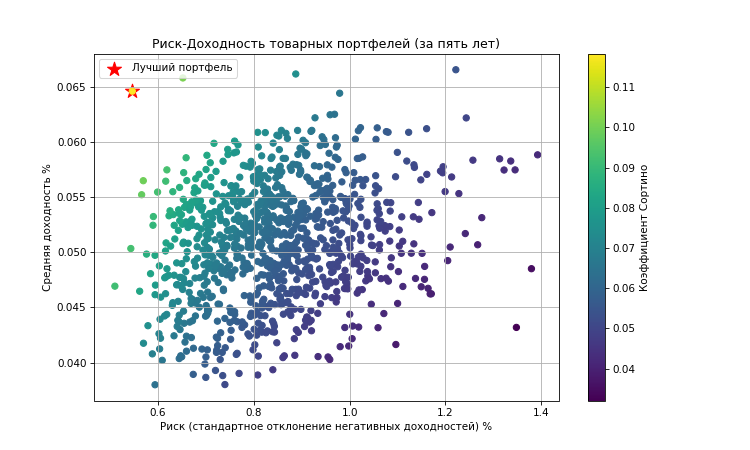 Риск-Доходность товарных портфелей (за пять лет)
Лучший портфель
Средняя доходность %
0.065
0.060
0.055
0.050
0.045
0.040
0.6 0.8 1.0 1.2 1.4
Риск (стандартное отклонение негативных доходностей) %
0.11
0.10
0.09
0.08
0.07
0.06
0.05
0.04
Коэффициент Сортино